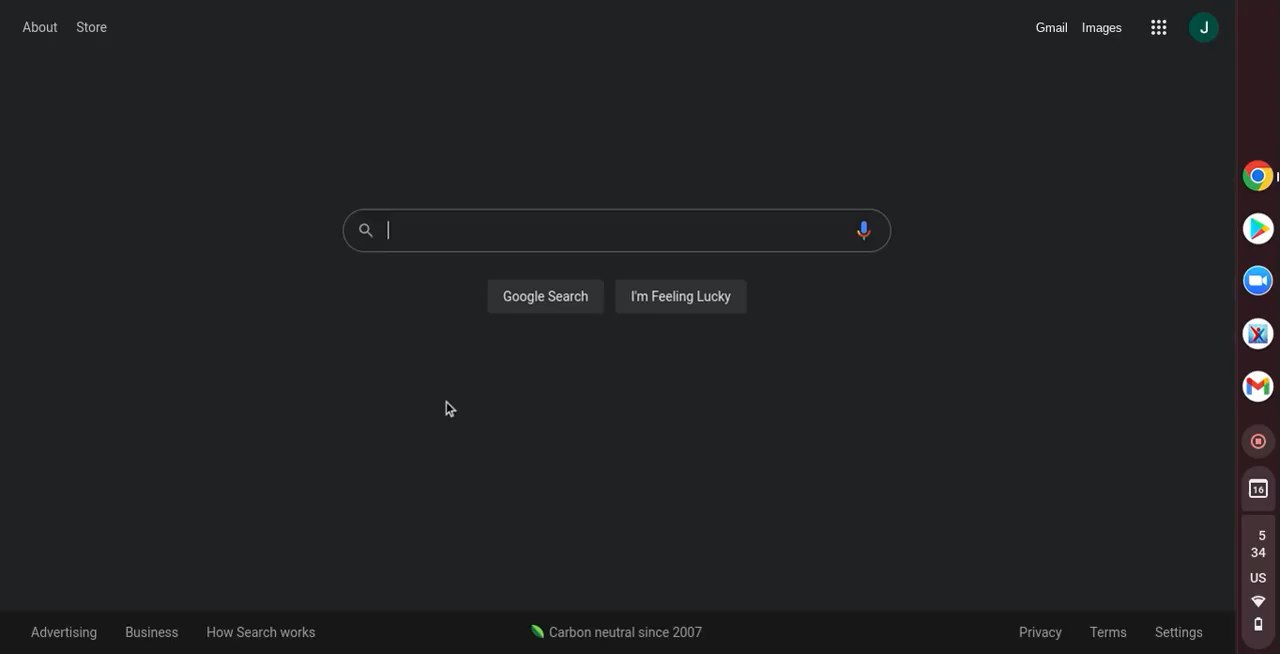 About Store Gmail Images J
Google Search I'm Feeling Lucky
16
5
34
US
Advertising Business How Search works Carbon neutral since 2007 Privacy Terms Settings